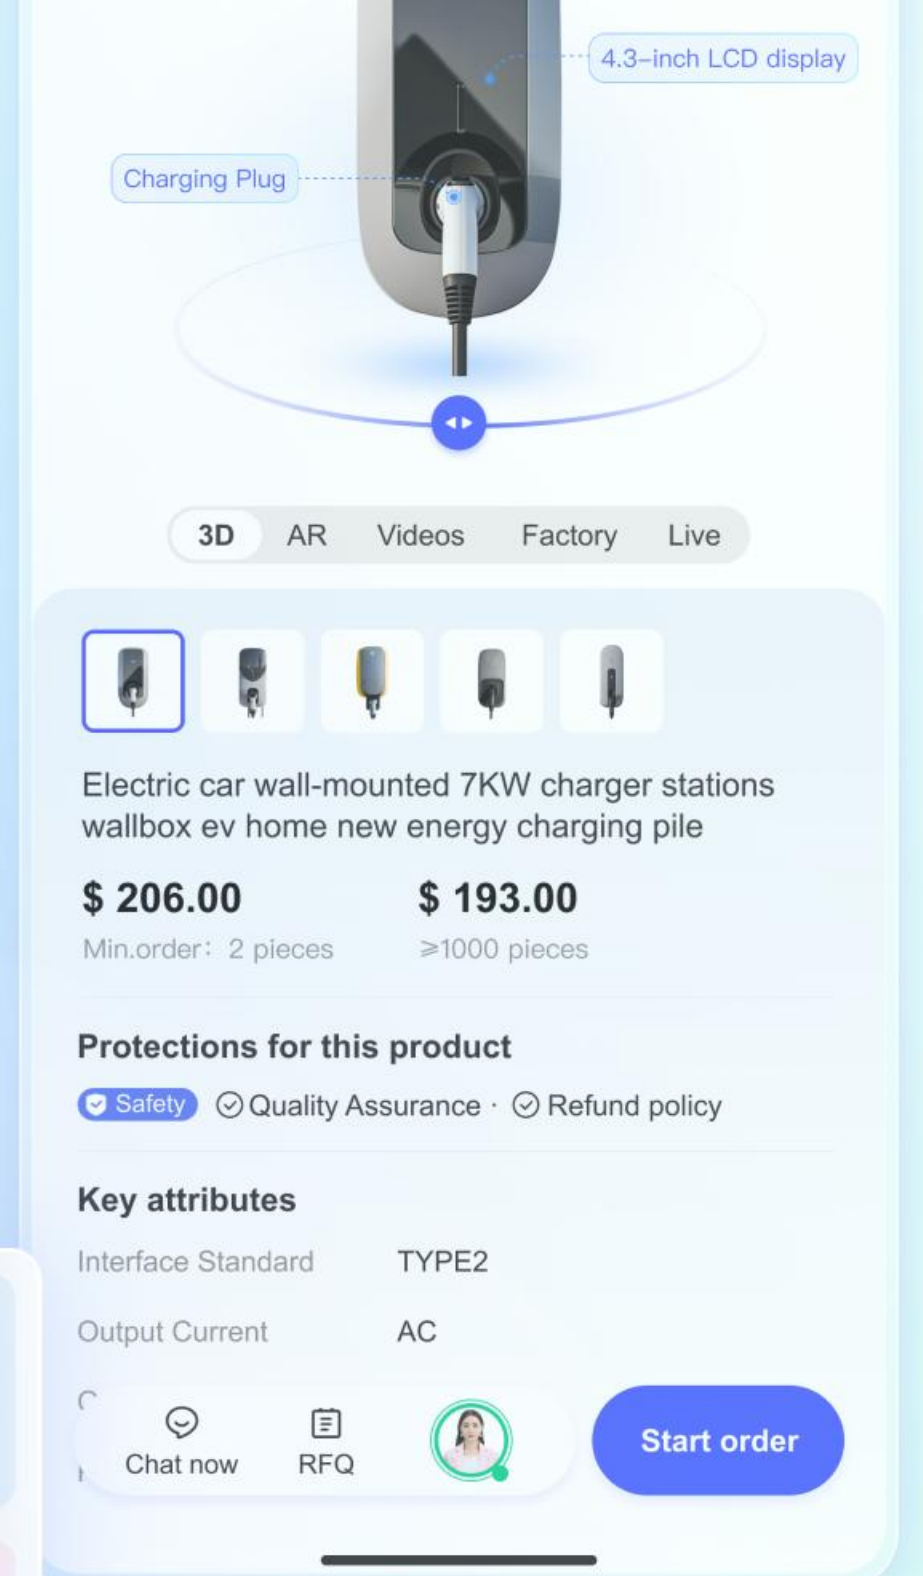 4.3-inch LCD display
Charging Plug
3D AR Videos Factory Live
Electric car wall-mounted 7KW charger stations
wallbox ev home new energy charging pile
$ 206.00 $ 193.00
Min.order: 2 pieces ≥1000 pieces
Protections for this product
Safety Quality Assurance · Refund policy
Key attributes
Interface Standard TYPE2
Output Current AC
Chat now RFQ Start order